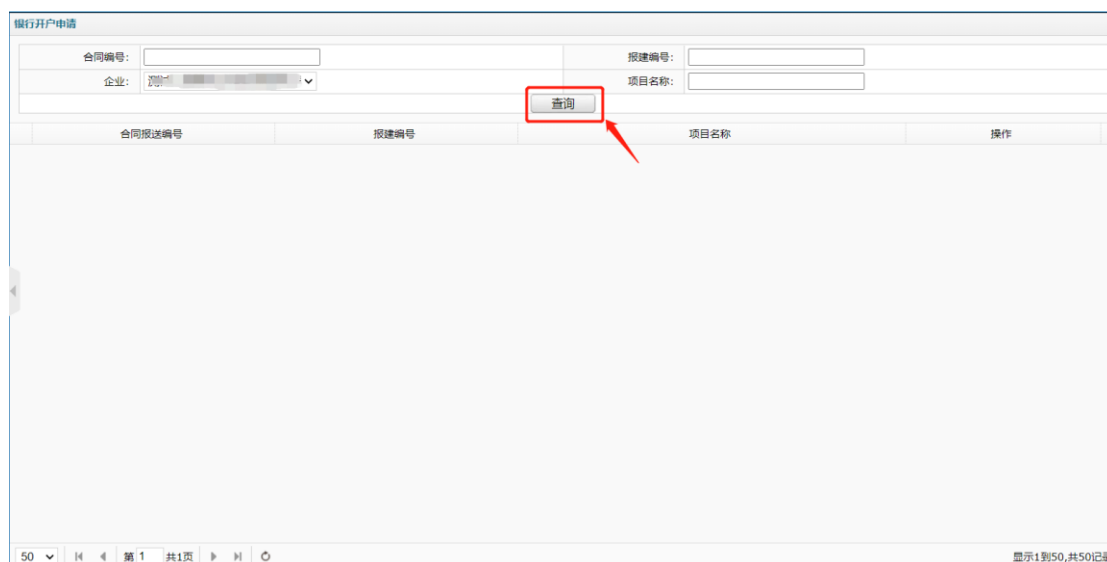 银行开户申请
合同编号: 报建编号:
企业: 项目名称:
查询
合同报送编号 报建编号 项目名称 操作
50 第 1 共1页 显示1到50,共50记录